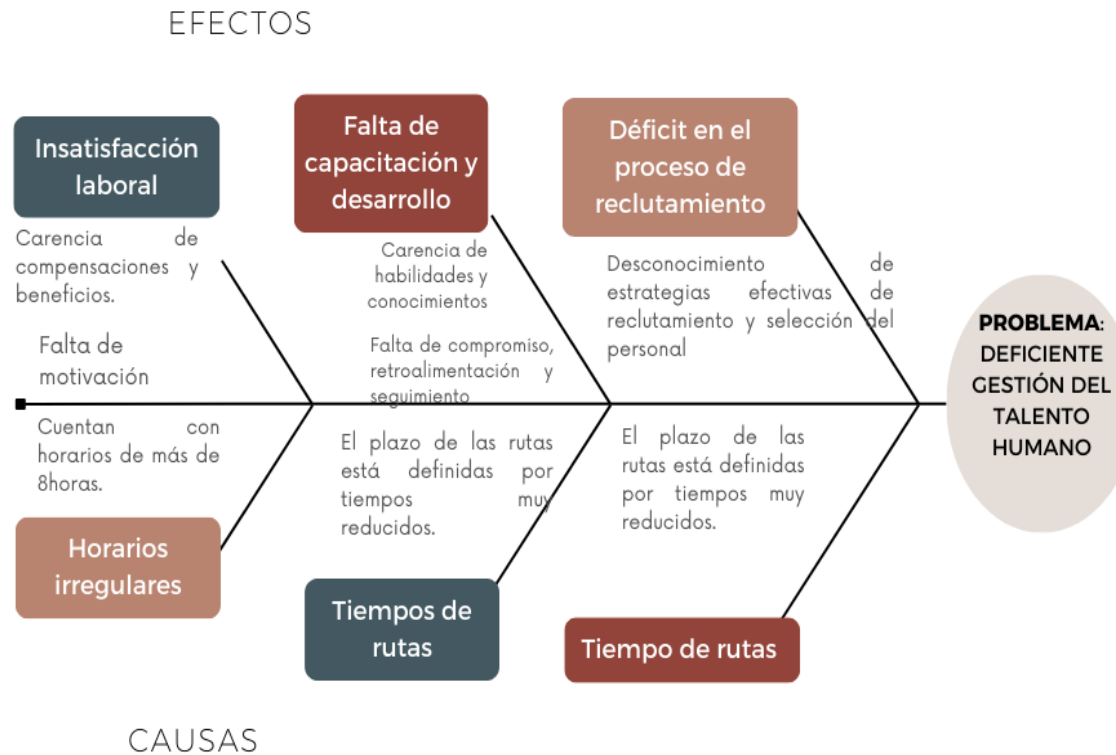 EFECTOS
Insatisfacción
laboral
Carencia de
compensaciones y
beneficios.
Falta de
motivación
Falta de
capacitación y
desarrollo
Carencia de
habilidades y
conocimientos
Falta de compromiso,
retroalimentación y
seguimiento
Déficit en el
proceso de
reclutamiento
Desconocimiento de
estrategias efectivas de
reclutamiento y selección del
personal
PROBLEMA:
DEFICIENTE
GESTIÓN DEL
TALENTO
HUMANO
Cuentan con
horarios de más de
8horas.
Horarios
irregulares
El plazo de las rutas
está definidas por
tiempos muy
reducidos.
Tiempos de
rutas
El plazo de las
rutas está definidas
por tiempos muy
reducidos.
Tiempo de rutas
CAUSAS